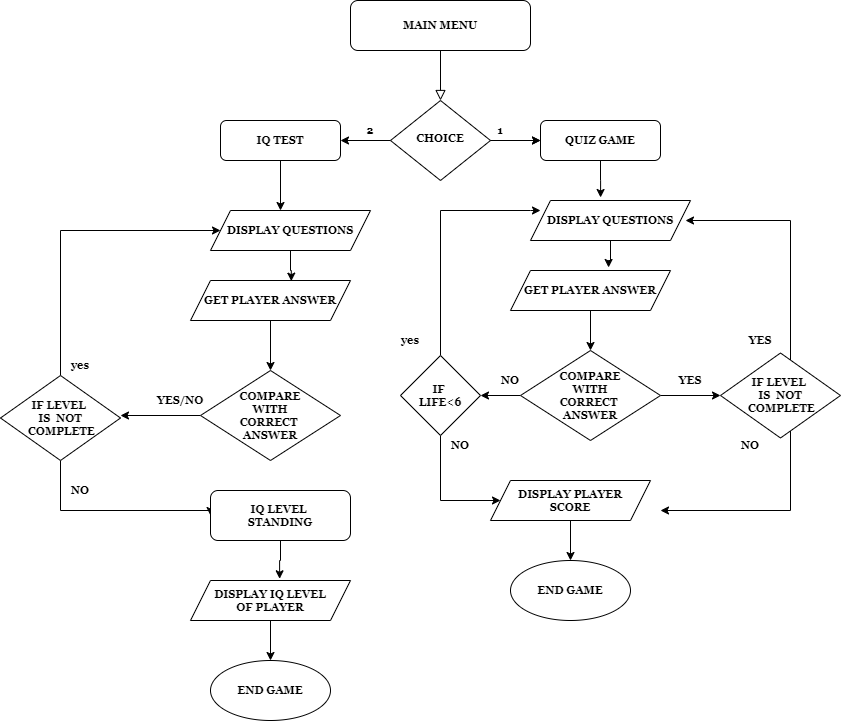 MAIN MENU
CHOICE
2
1
IQ TEST
QUIZ GAME
DISPLAY QUESTIONS
GET PLAYER ANSWER
yes
YES/NO
IF LEVEL
IS NOT
COMPLETE
COMPARE
WITH
CORRECT
ANSWER
NO
IQ LEVEL
STANDING
DISPLAY IQ LEVEL
OF PLAYER
END GAME
DISPLAY QUESTIONS
GET PLAYER ANSWER
yes
YES
IF
LIFE<6
NO
COMPARE
WITH
CORRECT
ANSWER
YES
IF LEVEL
IS NOT
COMPLETE
NO
NO
DISPLAY PLAYER
SCORE
END GAME